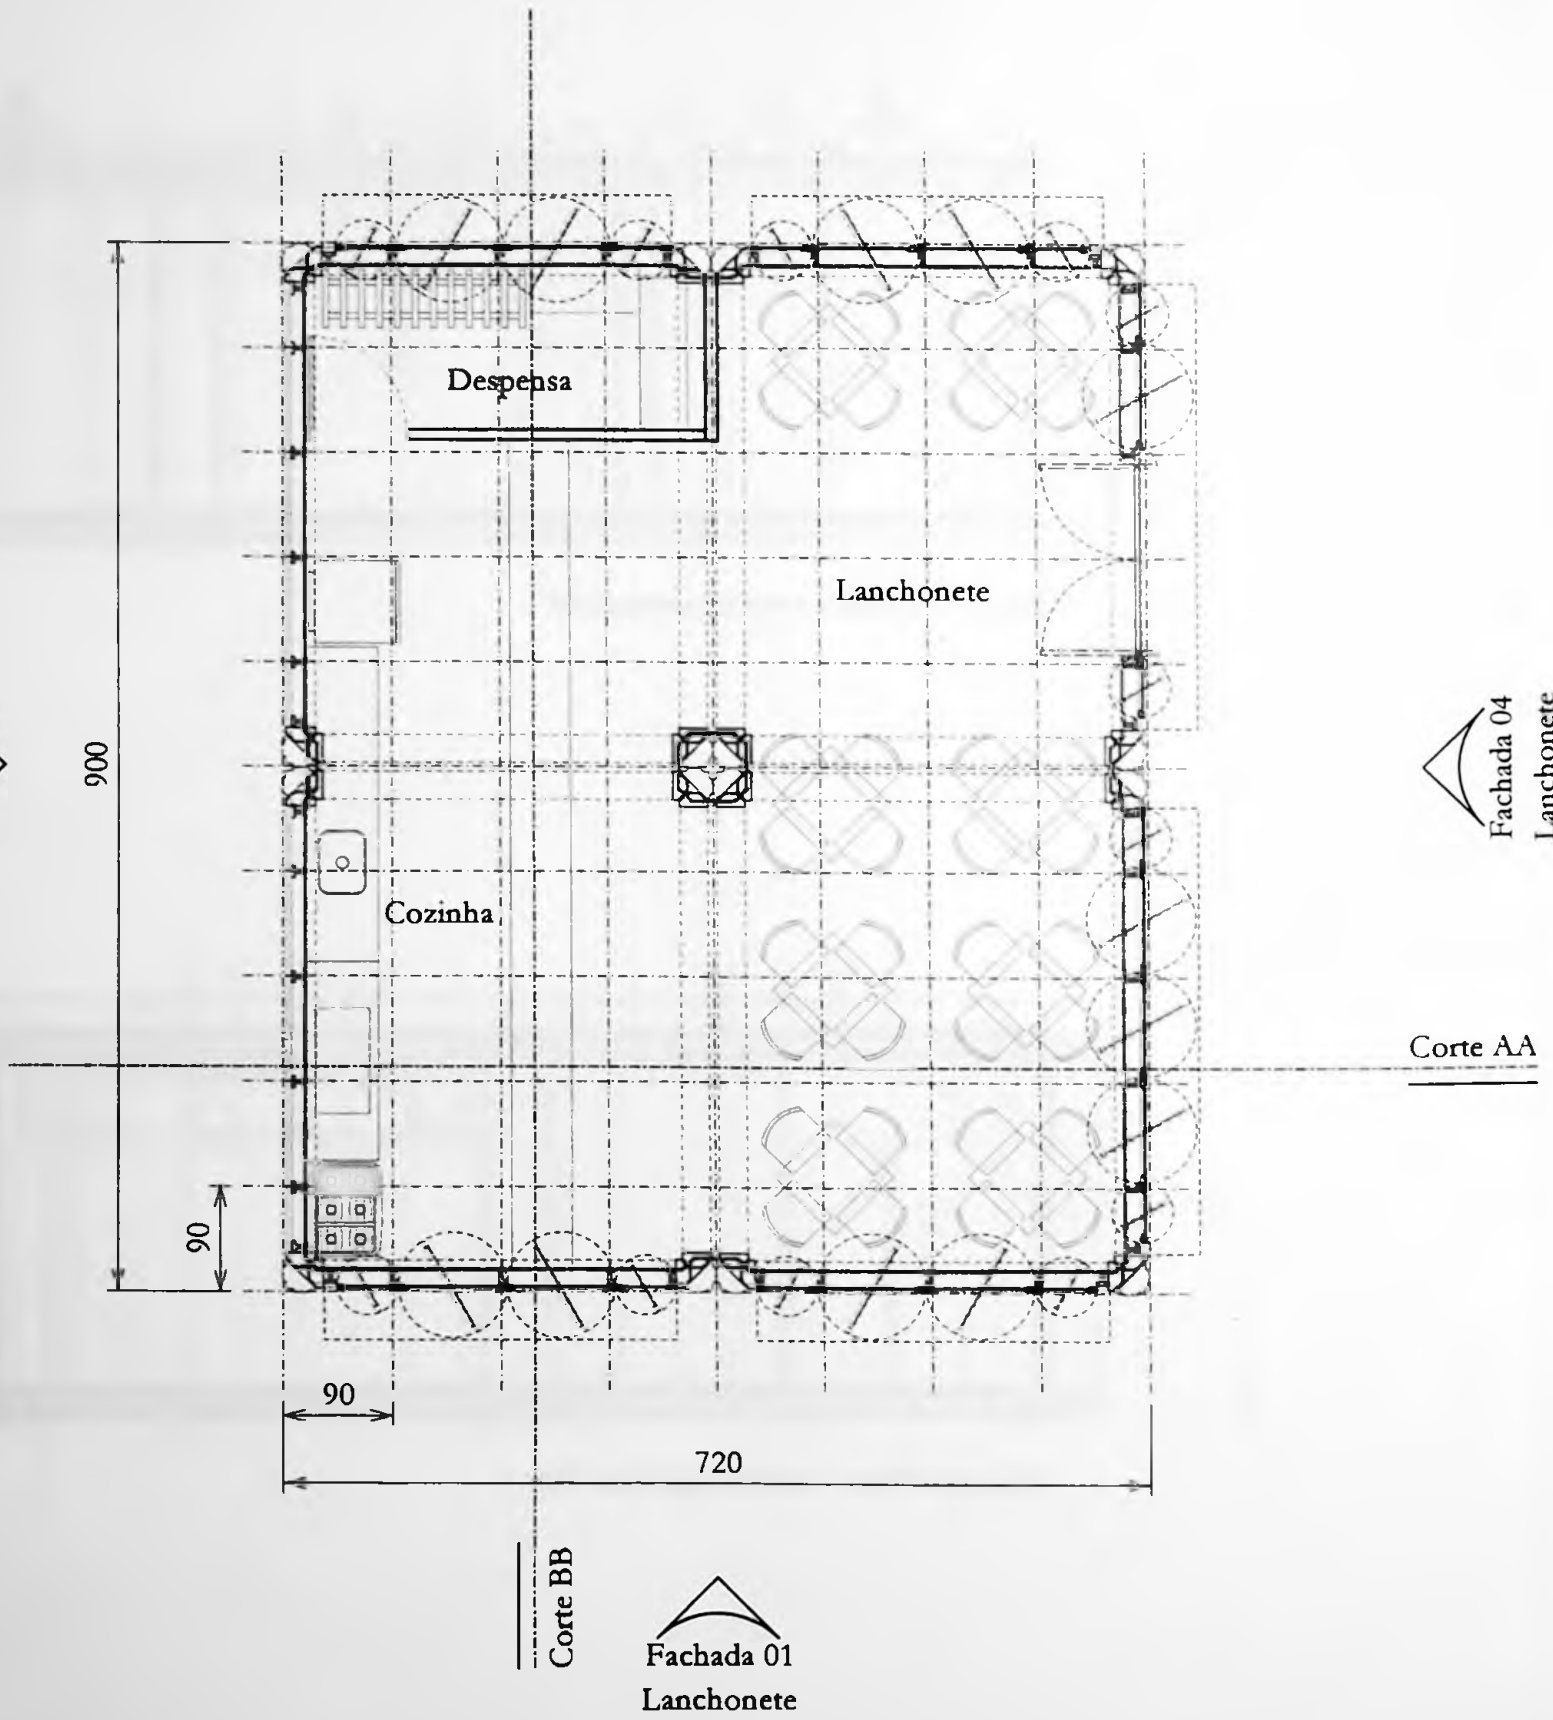 Despensa
Lanchonete
900
Fachada 04
Lanchonete
Cozinha
Corte AA
90
90
720
Corte BB
Fachada 01
Lanchonete